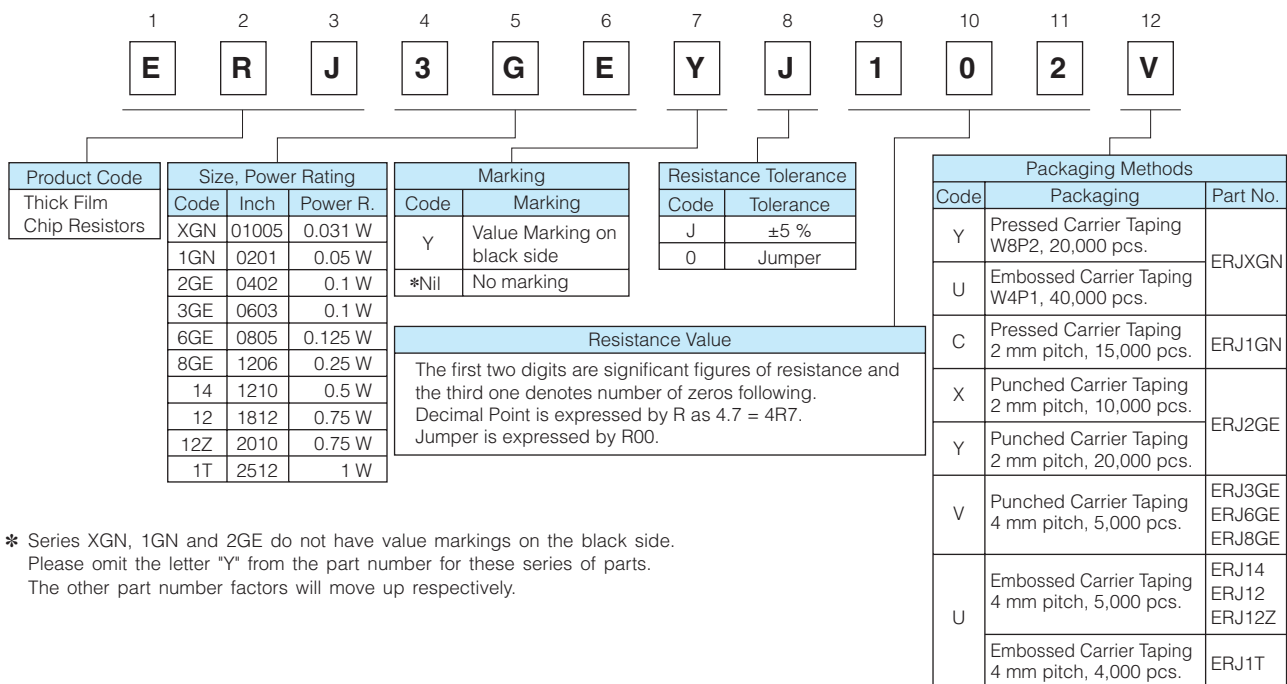 1 2 3 4 5 6 7 8 9 10 11 12
E R J 3 G E Y J 1 0 2 V
Product Code
Thick Film
Chip Resistors
Size, Power Rating
Code Inch Power R.
XGN 01005 0.031 W
1GN 0201 0.05 W
2GE 0402 0.1 W
3GE 0603 0.1 W
6GE 0805 0.125 W
8GE 1206 0.25 W
14 1210 0.5 W
12 1812 0.75 W
12Z 2010 0.75 W
1T 2512 1 W
Marking
Code Marking
Y Value Marking on
black side
✱Nil No marking
Resistance Tolerance
Code Tolerance
J ±5 %
0 Jumper
Resistance Value
The first two digits are significant figures of resistance and
the third one denotes number of zeros following.
Decimal Point is expressed by R as 4.7 = 4R7.
Jumper is expressed by R00.
Packaging Methods
Code Packaging Part No.
Y Pressed Carrier Taping
W8P2, 20,000 pcs.
ERJXGN
U Embossed Carrier Taping
W4P1, 40,000 pcs.
C Pressed Carrier Taping
2 mm pitch, 15,000 pcs.
ERJ1GN
X Punched Carrier Taping
2 mm pitch, 10,000 pcs.
ERJ2GE
Y Punched Carrier Taping
2 mm pitch, 20,000 pcs.
V Punched Carrier Taping
4 mm pitch, 5,000 pcs.
ERJ3GE
ERJ6GE
ERJ8GE
U Embossed Carrier Taping
4 mm pitch, 5,000 pcs.
ERJ14
ERJ12
ERJ12Z
Embossed Carrier Taping
4 mm pitch, 4,000 pcs.
ERJ1T
✱ Series XGN, 1GN and 2GE do not have value markings on the black side.
Please omit the letter "Y" from the part number for these series of parts.
The other part number factors will move up respectively.